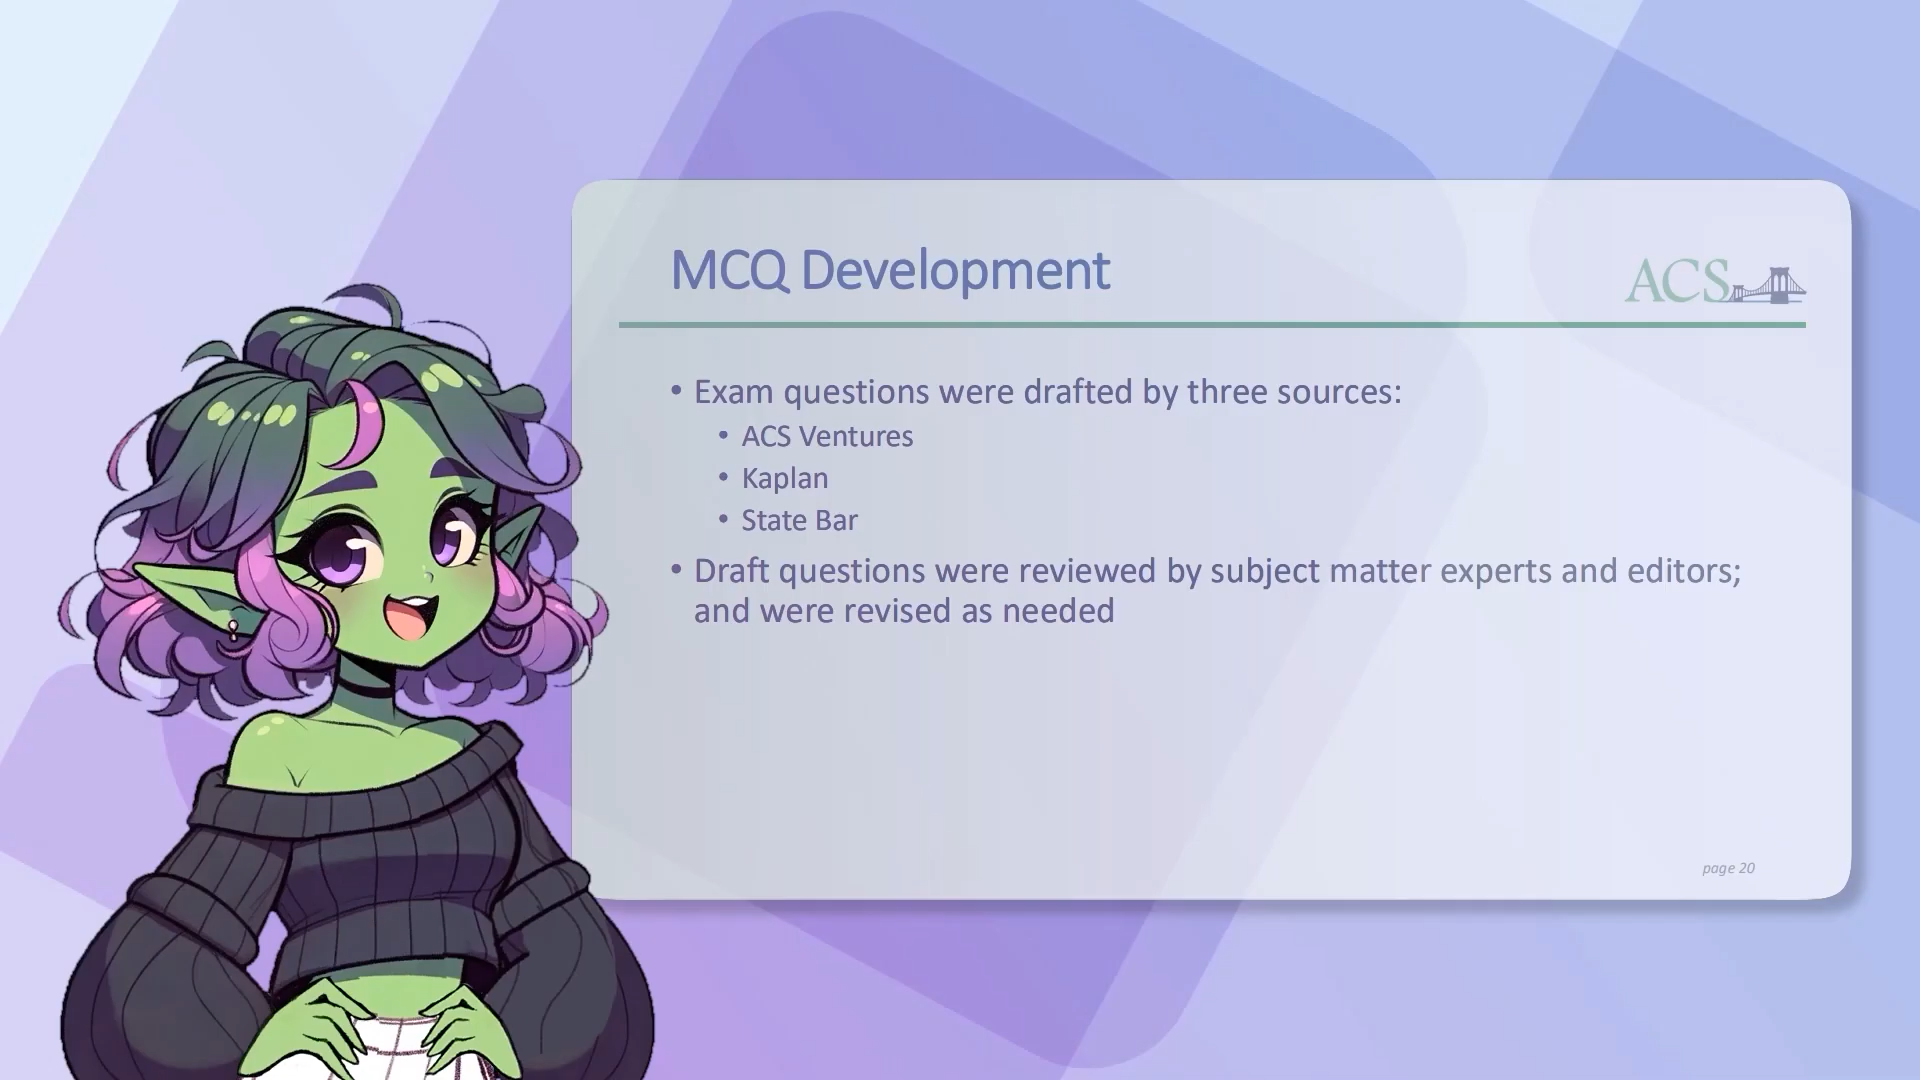 MCQ Development
ACS
• Exam questions were drafted by three sources:
• ACS Ventures
• Kaplan
• State Bar
• Draft questions were reviewed by subject matter experts and editors;
and were revised as needed
page 20